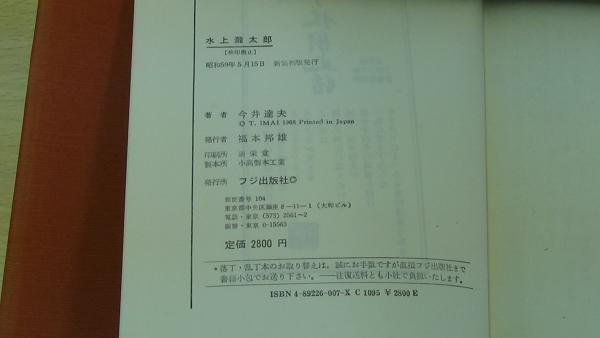 水上瀧太郎
【検印廃止】
昭和59年5月15日 新装初版発行
著者 今井達夫
© T. IMAI 1968 Printed in Japan
発行者 福本邦雄
印刷所
製本所 小高製本工業
発行所 フジ出版社◎
郵便番号 104
東京都中央区銀座8-11-1（大和ビル）
電話・東京 (573) 2561〜2
振替・東京 0-15563
定価 2800 円
*落丁・乱丁本のお取り替えは、誠にお手数ですが直接フジ出版社まで
書籍小包でお送り下さい。――往復送料とも小社で負担いたします。
ISBN 4-89226-007-X C 1095 ¥ 2800 E